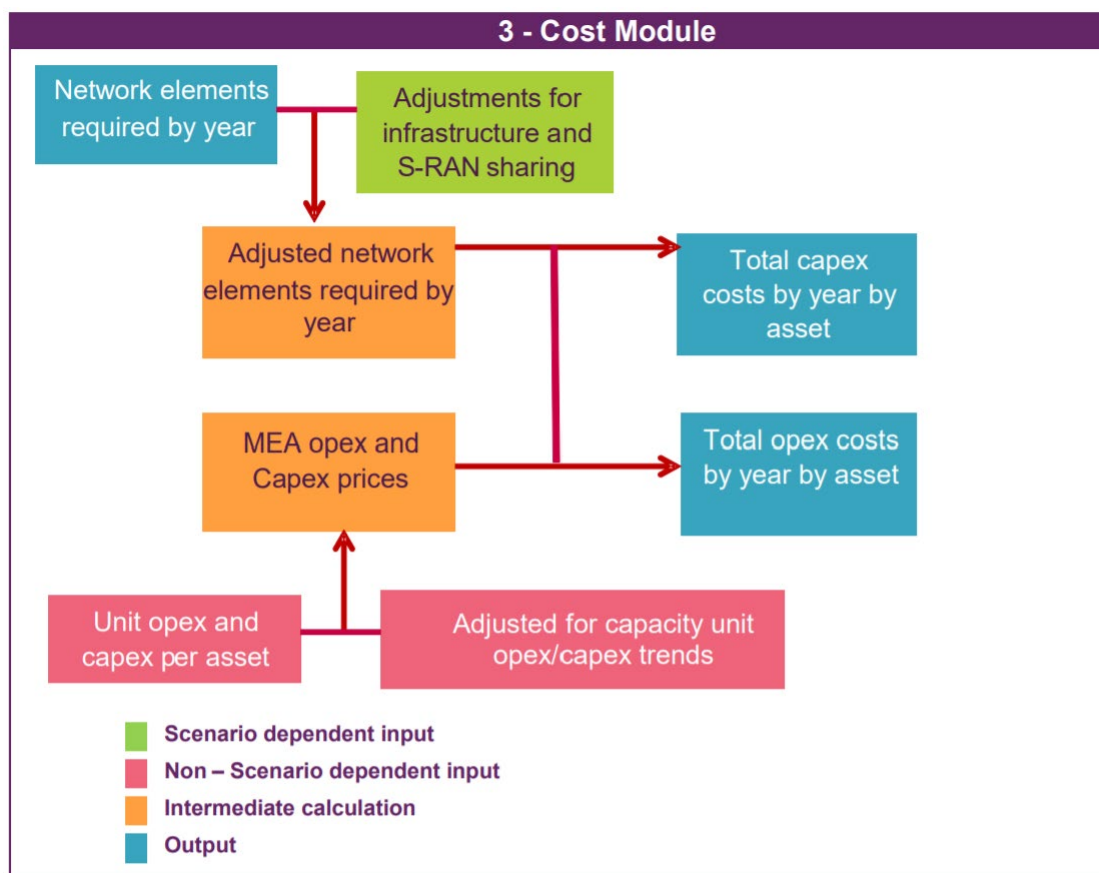 3 - Cost Module
Network elements
required by year
Adjustments for
infrastructure and
S-RAN sharing
Adjusted network
elements required by
year
Total capex
costs by year by
asset
MEA opex and
Capex prices
Total opex costs
by year by asset
Unit opex and
capex per asset
Adjusted for capacity unit
opex/capex trends
Scenario dependent input
Non – Scenario dependent input
Intermediate calculation
Output